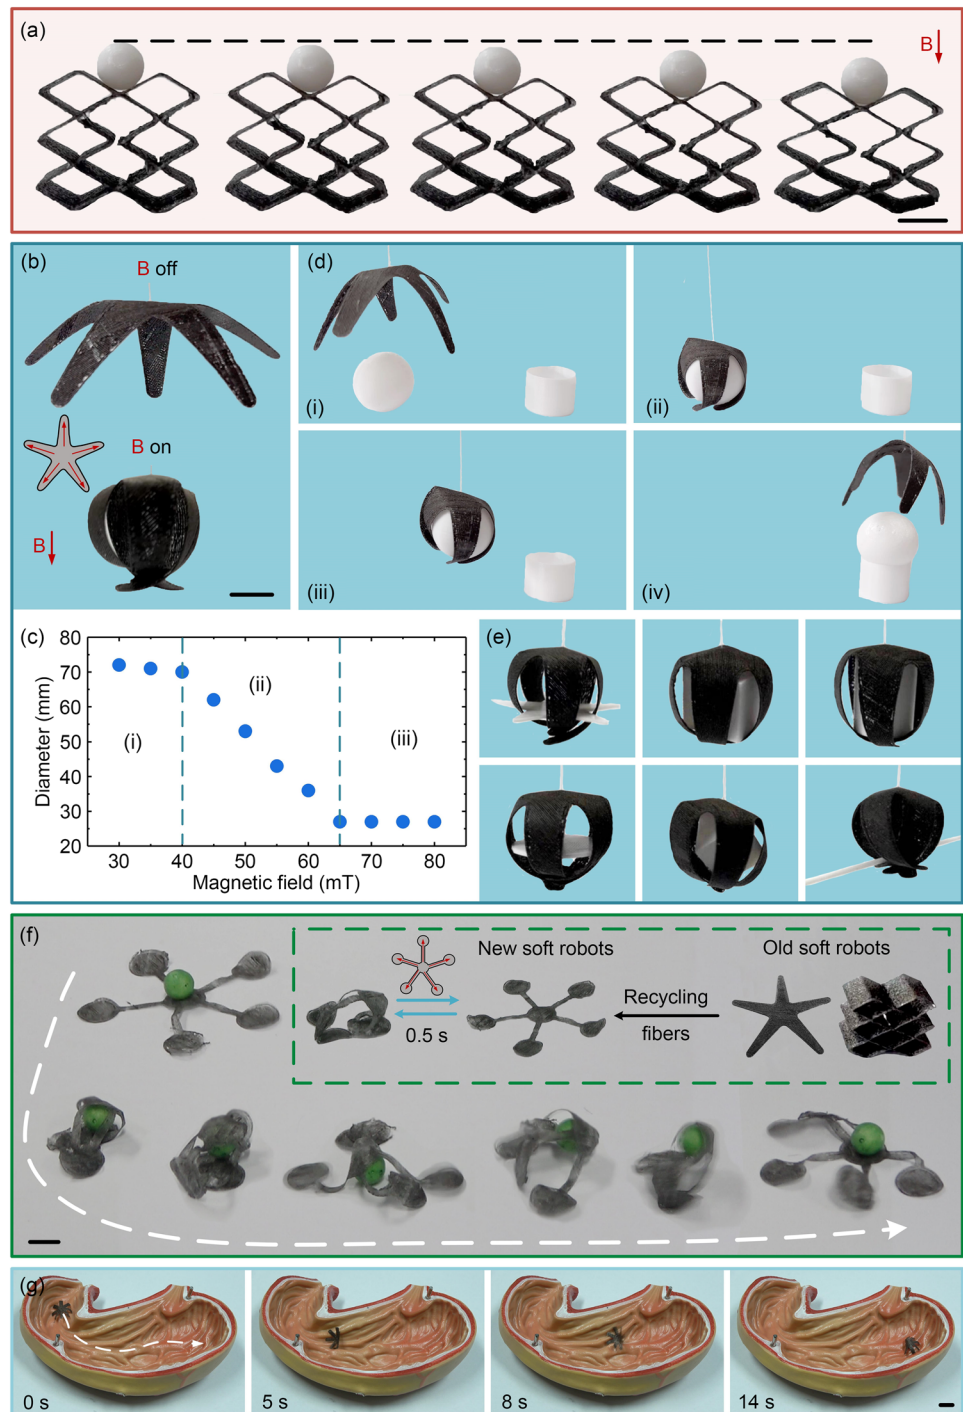 (a)
B
(b)
B off
B on
B
(d)
(i)
(ii)
(iii)
(iv)
(c)
80
70
60
50
40
30
20
Diameter (mm)
(i)
(ii)
(iii)
30 40 50 60 70 80
Magnetic field (mT)
(e)
(f)
New soft robots
Old soft robots
0.5 s
Recycling
fibers
(g)
0 s
5 s
8 s
14 s